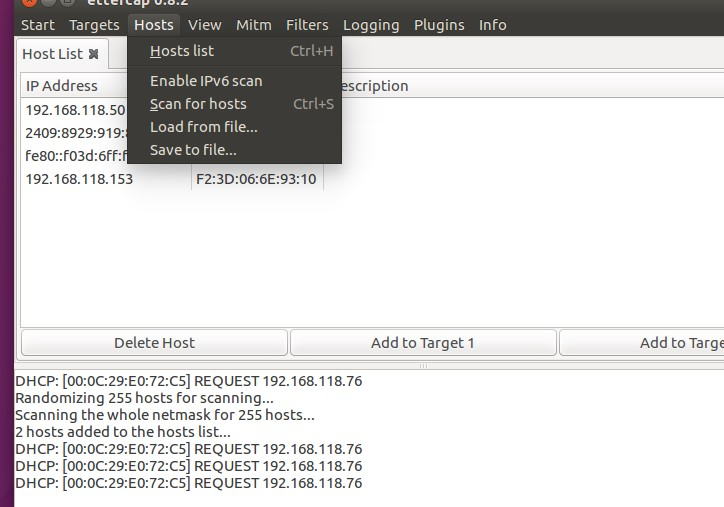 ettercap 0.8.2
Start Targets Hosts View Mitm Filters Logging Plugins Info
Host List
Hosts list Ctrl+H
Enable IPv6 scan
Scan for hosts Ctrl+S
Load from file...
Save to file...
IP Address escription
192.168.118.50
2409:8929:919:
fe80::f03d:6ff:f
192.168.118.153 F2:3D:06:6E:93:10
Delete Host Add to Target 1 Add to Targe
DHCP: [00:0C:29:E0:72:C5] REQUEST 192.168.118.76
Randomizing 255 hosts for scanning...
Scanning the whole netmask for 255 hosts...
2 hosts added to the hosts list...
DHCP: [00:0C:29:E0:72:C5] REQUEST 192.168.118.76
DHCP: [00:0C:29:E0:72:C5] REQUEST 192.168.118.76
DHCP: [00:0C:29:E0:72:C5] REQUEST 192.168.118.76